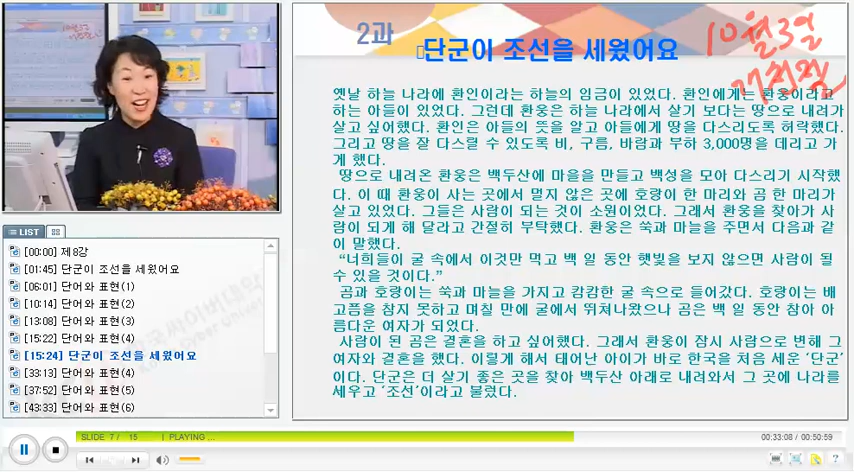 2과
단군이 조선을 세웠어요
10월3일
개천절
옛날 하늘 나라에 환인이라는 하늘의 임금이 있었다. 환인에게는 환웅이라고
하는 아들이 있었다. 그런데 환웅은 하늘 나라에서 살기 보다는 땅으로 내려가
살고 싶어했다. 환인은 아들의 뜻을 알고 아들에게 땅을 다스리도록 허락했다.
그리고 땅을 잘 다스릴 수 있도록 비, 구름, 바람과 부하 3,000명을 데리고 가
게 했다.
땅으로 내려온 환웅은 백두산에 마을을 만들고 백성을 모아 다스리기 시작했
다. 이 때 환웅이 사는 곳에서 멀지 않은 곳에 호랑이 한 마리와 곰 한 마리가
살고 있었다. 그들은 사람이 되는 것이 소원이었다. 그래서 환웅을 찾아가 사
람이 되게 해 달라고 간절히 부탁했다. 환웅은 쑥과 마늘을 주면서 다음과 같
이 말했다.
“너희들이 굴 속에서 이것만 먹고 백 일 동안 햇빛을 보지 않으면 사람이 될
수 있을 것이다.”
곰과 호랑이는 쑥과 마늘을 가지고 캄캄한 굴 속으로 들어갔다. 호랑이는 배
고픔을 참지 못하고 며칠 만에 굴에서 뛰쳐나왔으나 곰은 백 일 동안 참아 아
름다운 여자가 되었다.
사람이 된 곰은 결혼을 하고 싶어했다. 그래서 환웅이 잠시 사람으로 변해 그
여자와 결혼을 했다. 이렇게 해서 태어난 아이가 바로 한국을 처음 세운 ‘단군’
이다. 단군은 더 살기 좋은 곳을 찾아 백두산 아래로 내려와서 그 곳에 나라를
세우고 ‘조선’이라고 불렀다.
LIST
[00:00] 제8강
[01:45] 단군이 조선을 세웠어요
[06:01] 단어와 표현(1)
[10:14] 단어와 표현(2)
[13:08] 단어와 표현(3)
[15:22] 단어와 표현(4)
[15:24] 단군이 조선을 세웠어요
[33:13] 단어와 표현(4)
[37:52] 단어와 표현(5)
[43:33] 단어와 표현(6)
SLIDE 7 / 15 | PLAYING ...
00:33:08 / 00:50:59